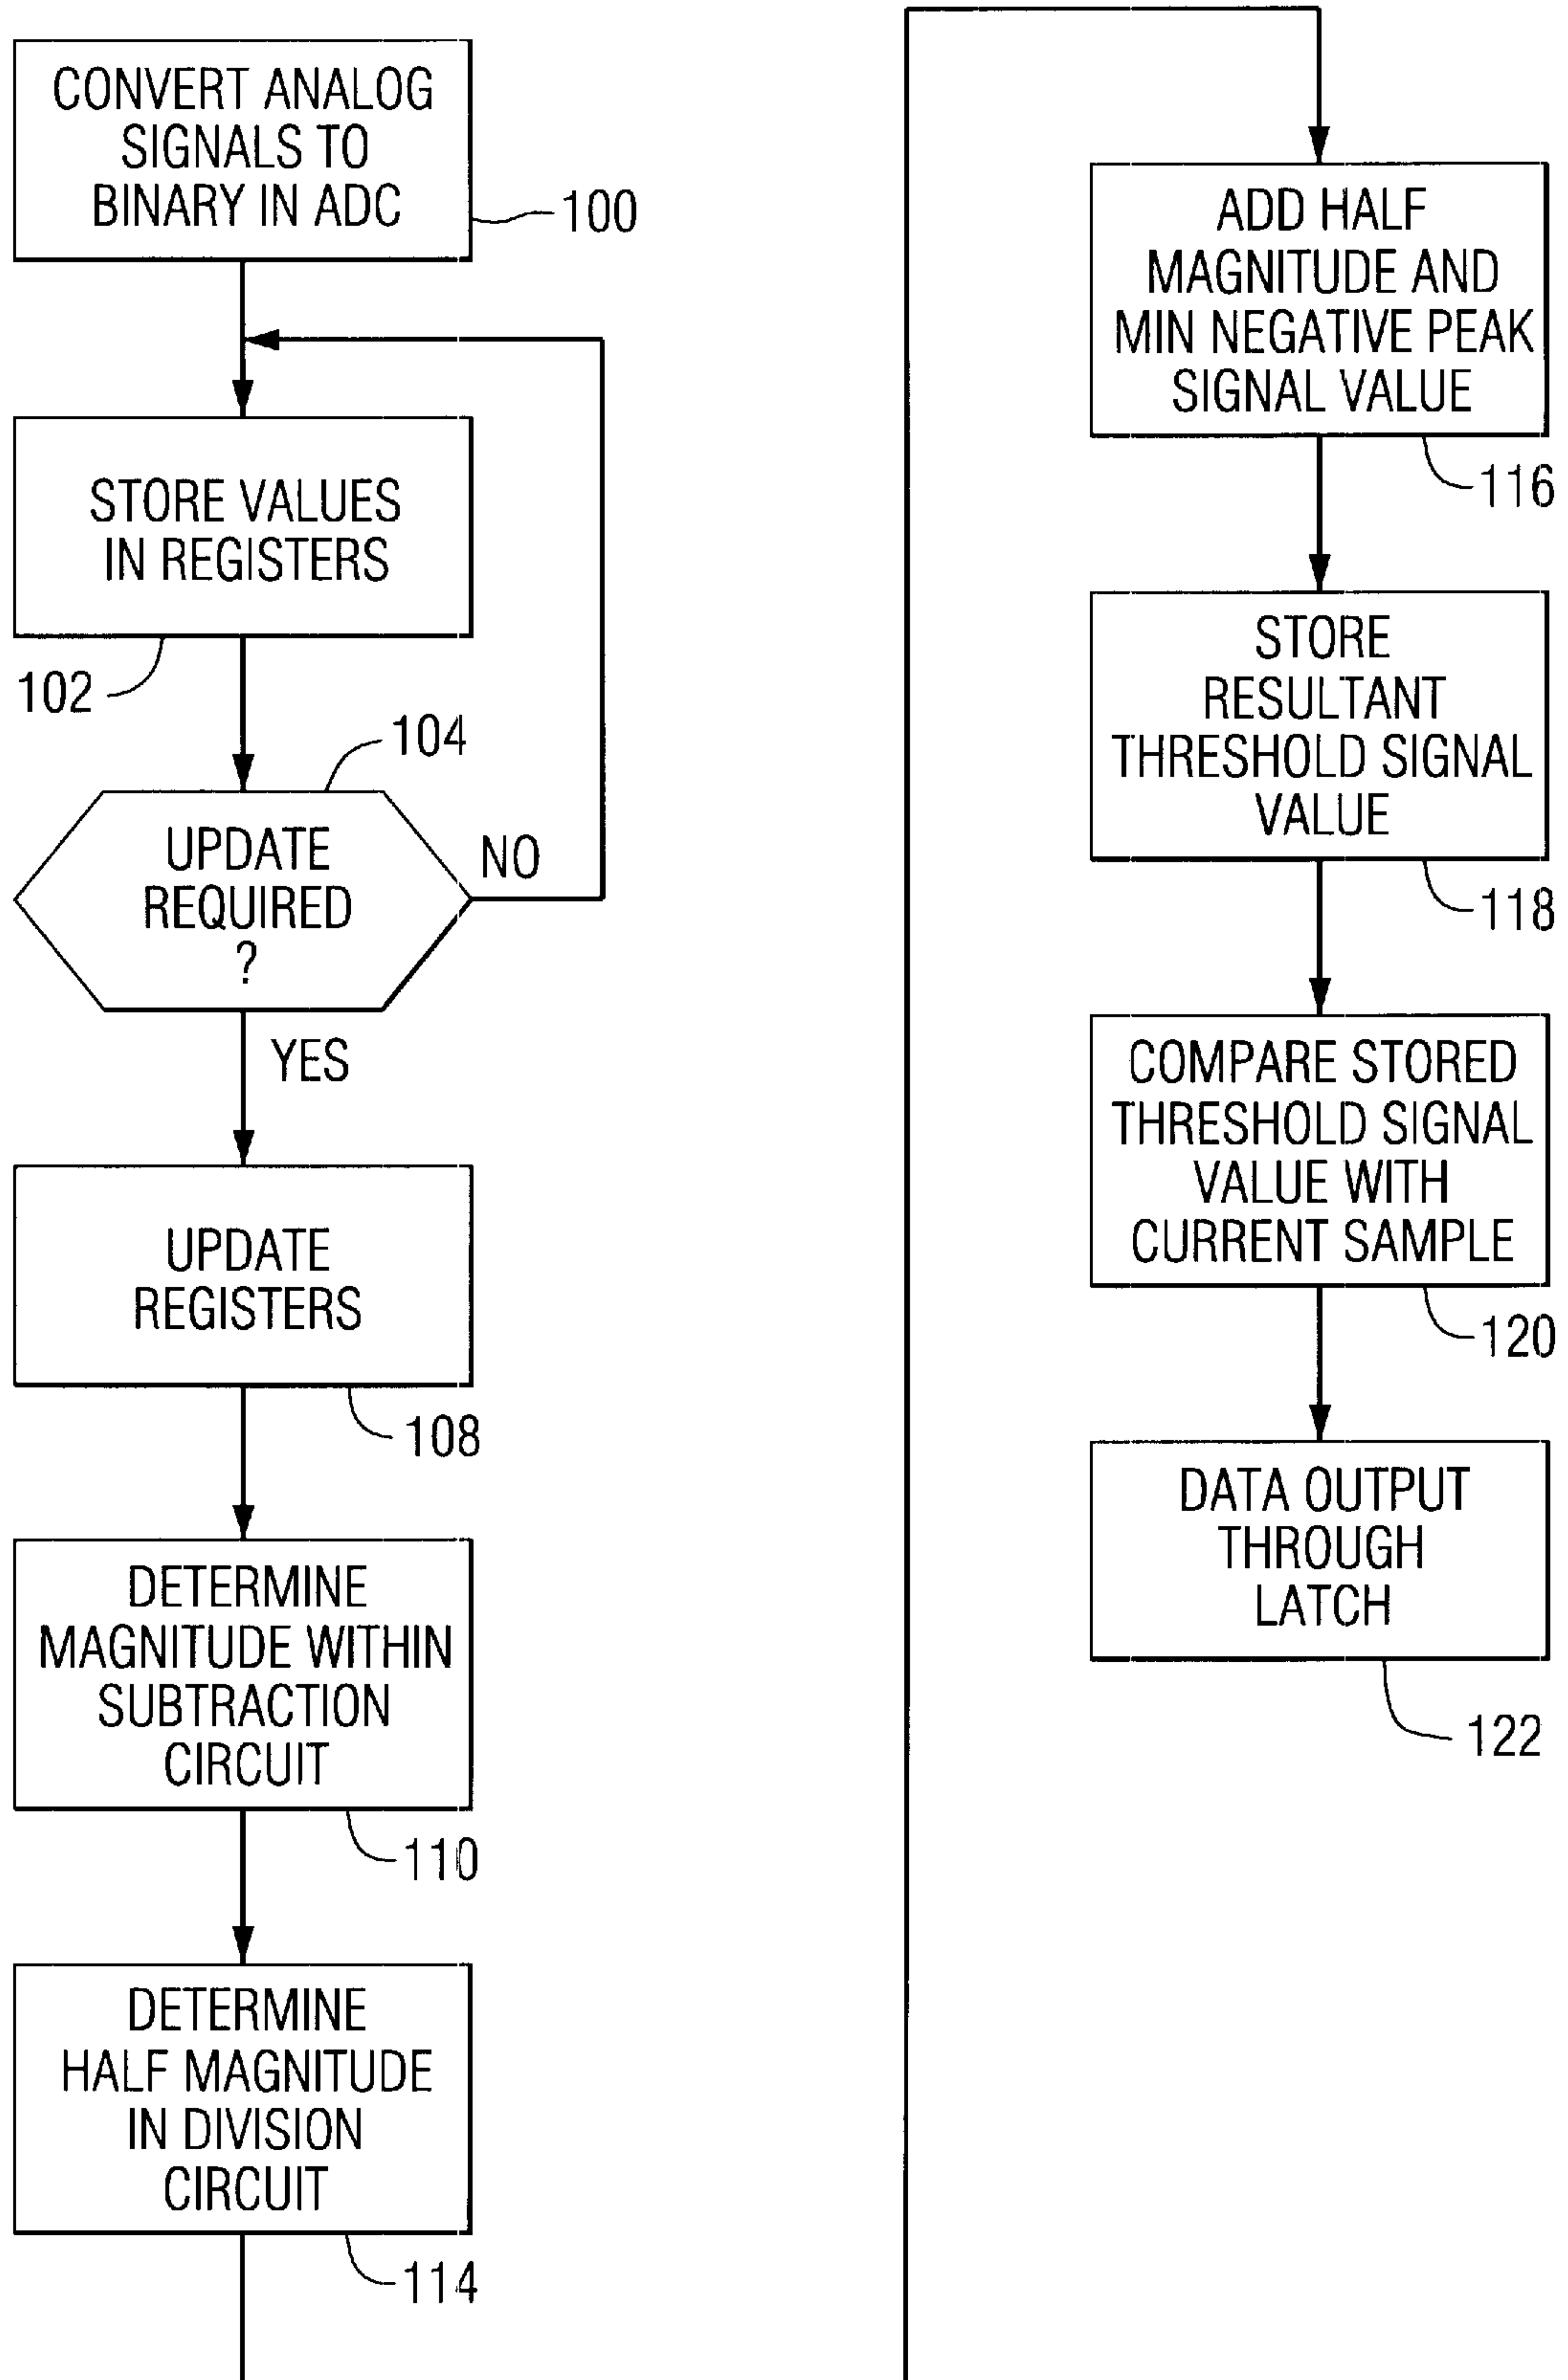 CONVERT ANALOG
SIGNALS TO
BINARY IN ADC
100
STORE VALUES
IN REGISTERS
102
104
UPDATE
REQUIRED
?
NO
YES
UPDATE
REGISTERS
108
DETERMINE
MAGNITUDE WITHIN
SUBTRACTION
CIRCUIT
110
DETERMINE
HALF MAGNITUDE
IN DIVISION
CIRCUIT
114
ADD HALF
MAGNITUDE AND
MIN NEGATIVE PEAK
SIGNAL VALUE
116
STORE
RESULTANT
THRESHOLD SIGNAL
VALUE
118
COMPARE STORED
THRESHOLD SIGNAL
VALUE WITH
CURRENT SAMPLE
120
DATA OUTPUT
THROUGH
LATCH
122